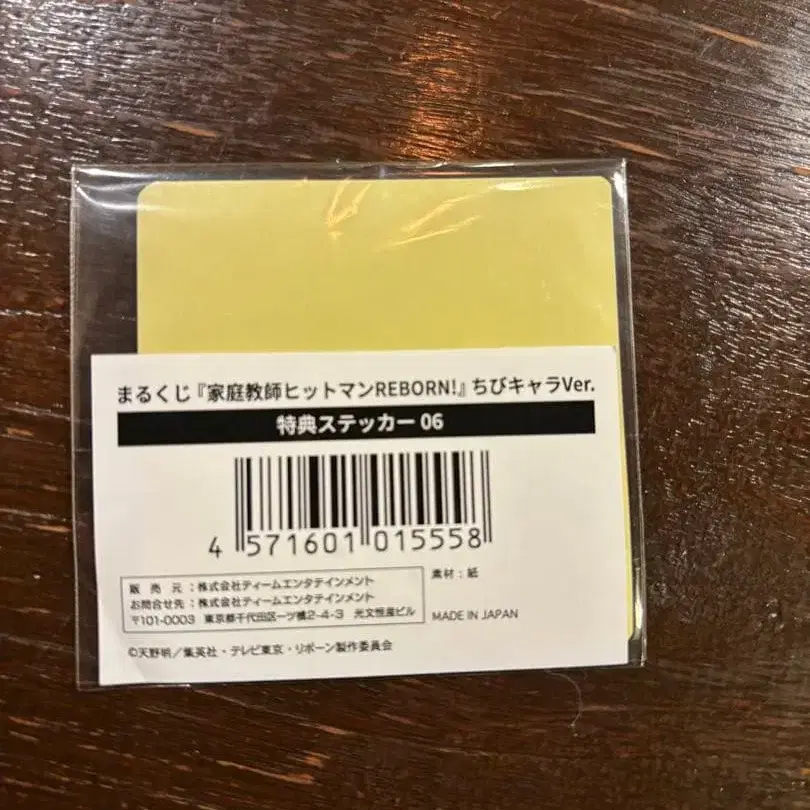 まるくじ『家庭教師ヒットマンREBORN!』ちびキャラVer.
特典ステッカー 06
4 571601 015558
販売元：株式会社ティームエンタテインメント
お問合せ先：株式会社ティームエンタテインメント
〒101-0003 東京都千代田区一ツ橋2-4-3 光文恒産ビル
素材：紙
MADE IN JAPAN
©天野明／集英社・テレビ東京・リボーン製作委員会